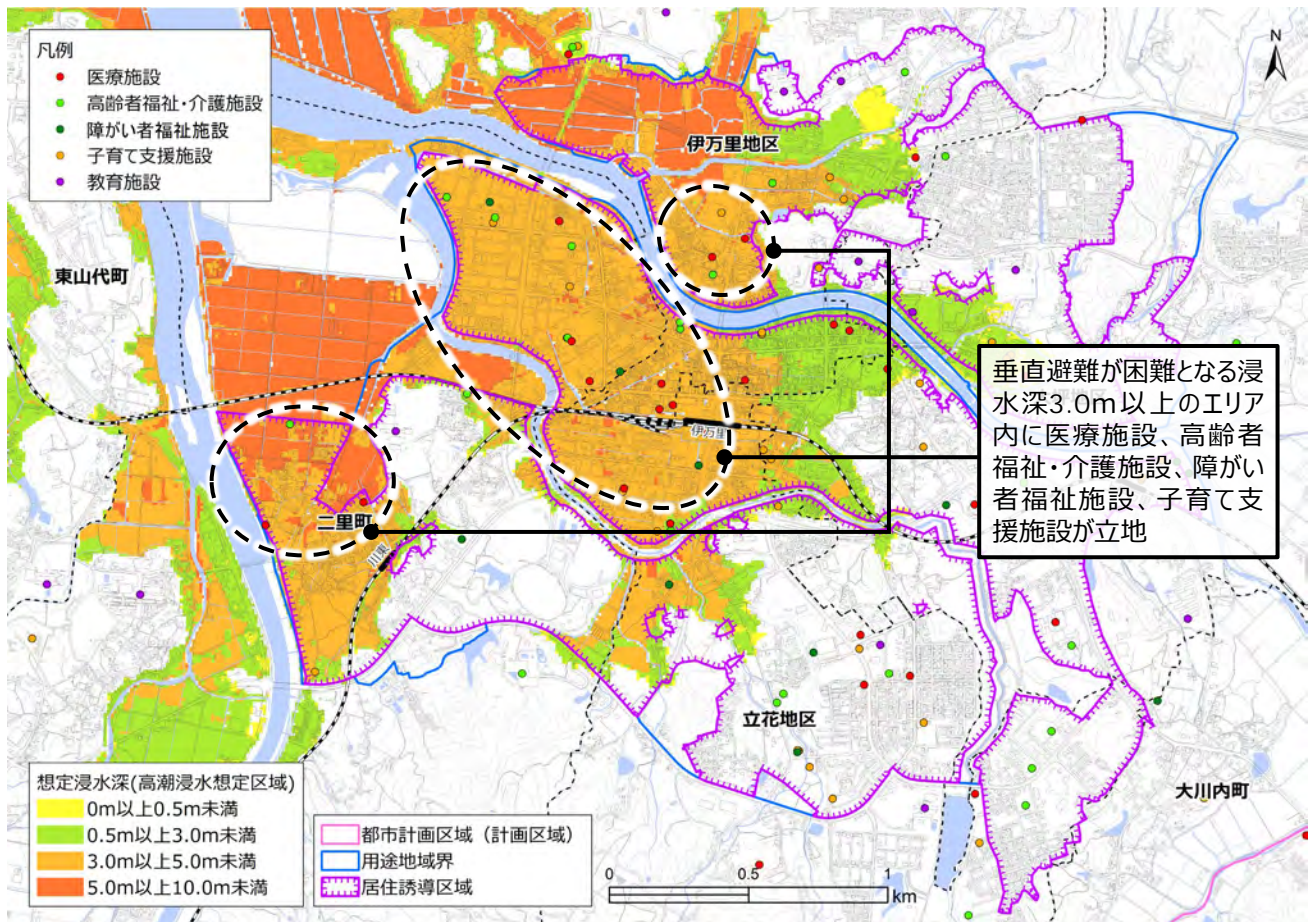 凡例
医療施設
高齢者福祉・介護施設
障がい者福祉施設
子育て支援施設
教育施設
N
伊万里地区
東山代町
垂直避難が困難となる浸
水深3.0m以上のエリア
内に医療施設、高齢者
福祉・介護施設、障がい
者福祉施設、子育て支
援施設が立地
伊万里
二里町
川東
立花地区
大川内町
想定浸水深(高潮浸水想定区域)
0m以上0.5m未満
0.5m以上3.0m未満
3.0m以上5.0m未満
5.0m以上10.0m未満
都市計画区域（計画区域）
用途地域界
居住誘導区域
0 0.5 1
km